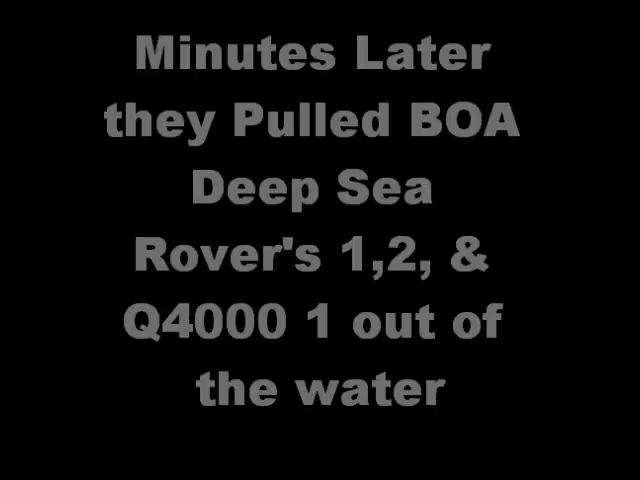 Minutes Later
they Pulled BOA
Deep Sea
Rover's 1,2, &
Q4000 1 out of
the water